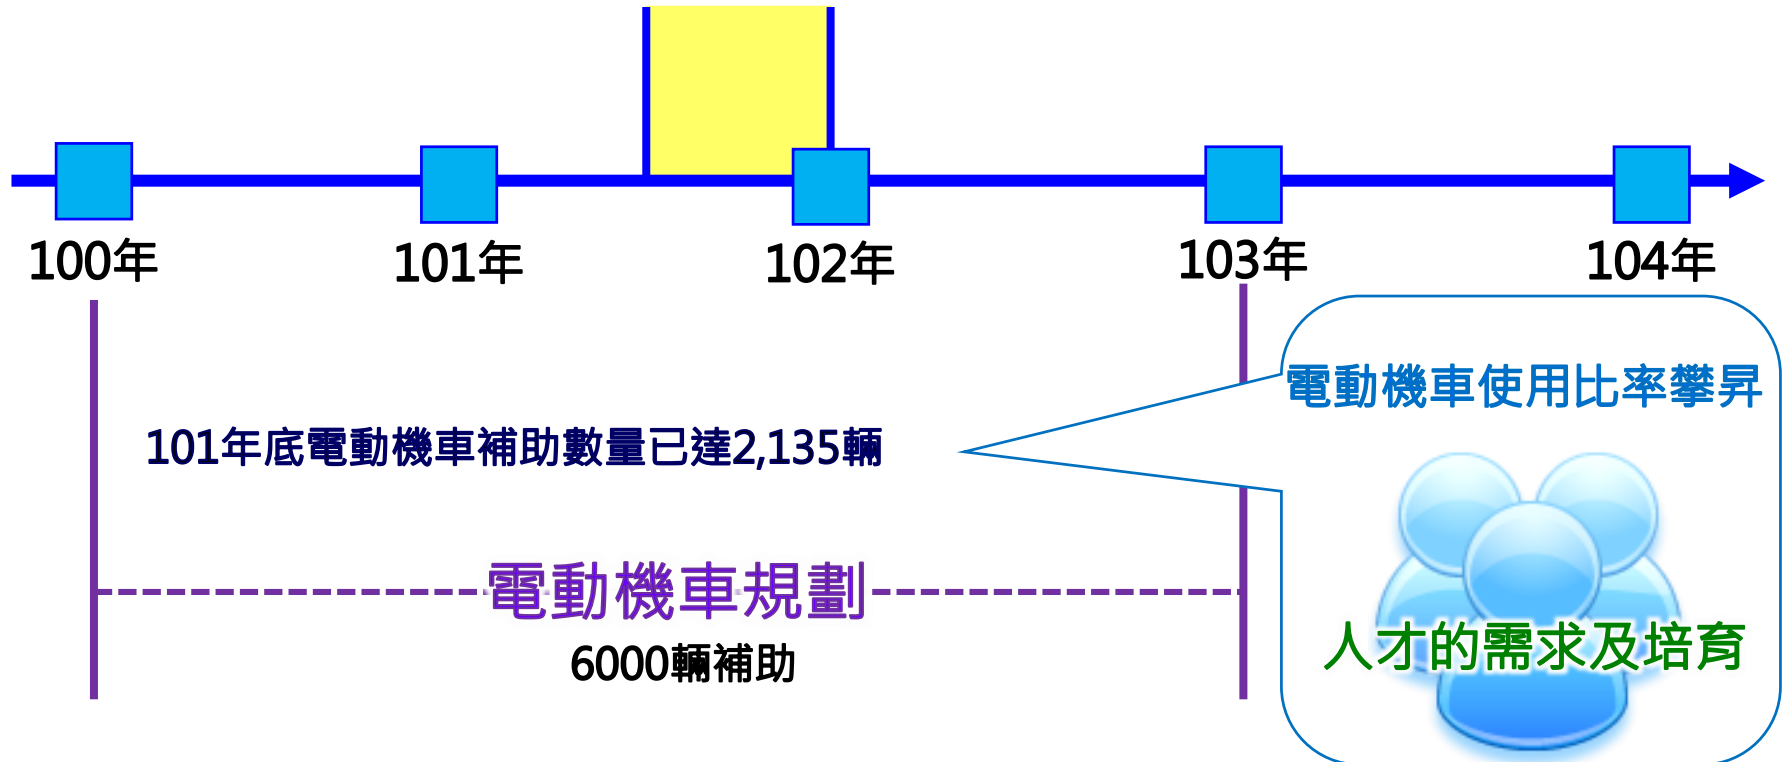 100年
101年
102年
103年
104年
電動機車使用比率攀昇
101年底電動機車補助數量已達2,135輛
電動機車規劃
6000輛補助
人才的需求及培育